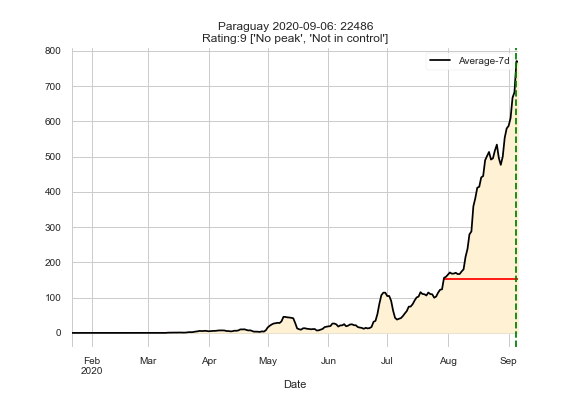 Paraguay 2020-09-06: 22486
Rating:9 ['No peak', 'Not in control']
800
Average-7d
700
600
500
400
300
200
100
0
Feb Mar Apr May Jun Jul Aug Sep
2020
Date